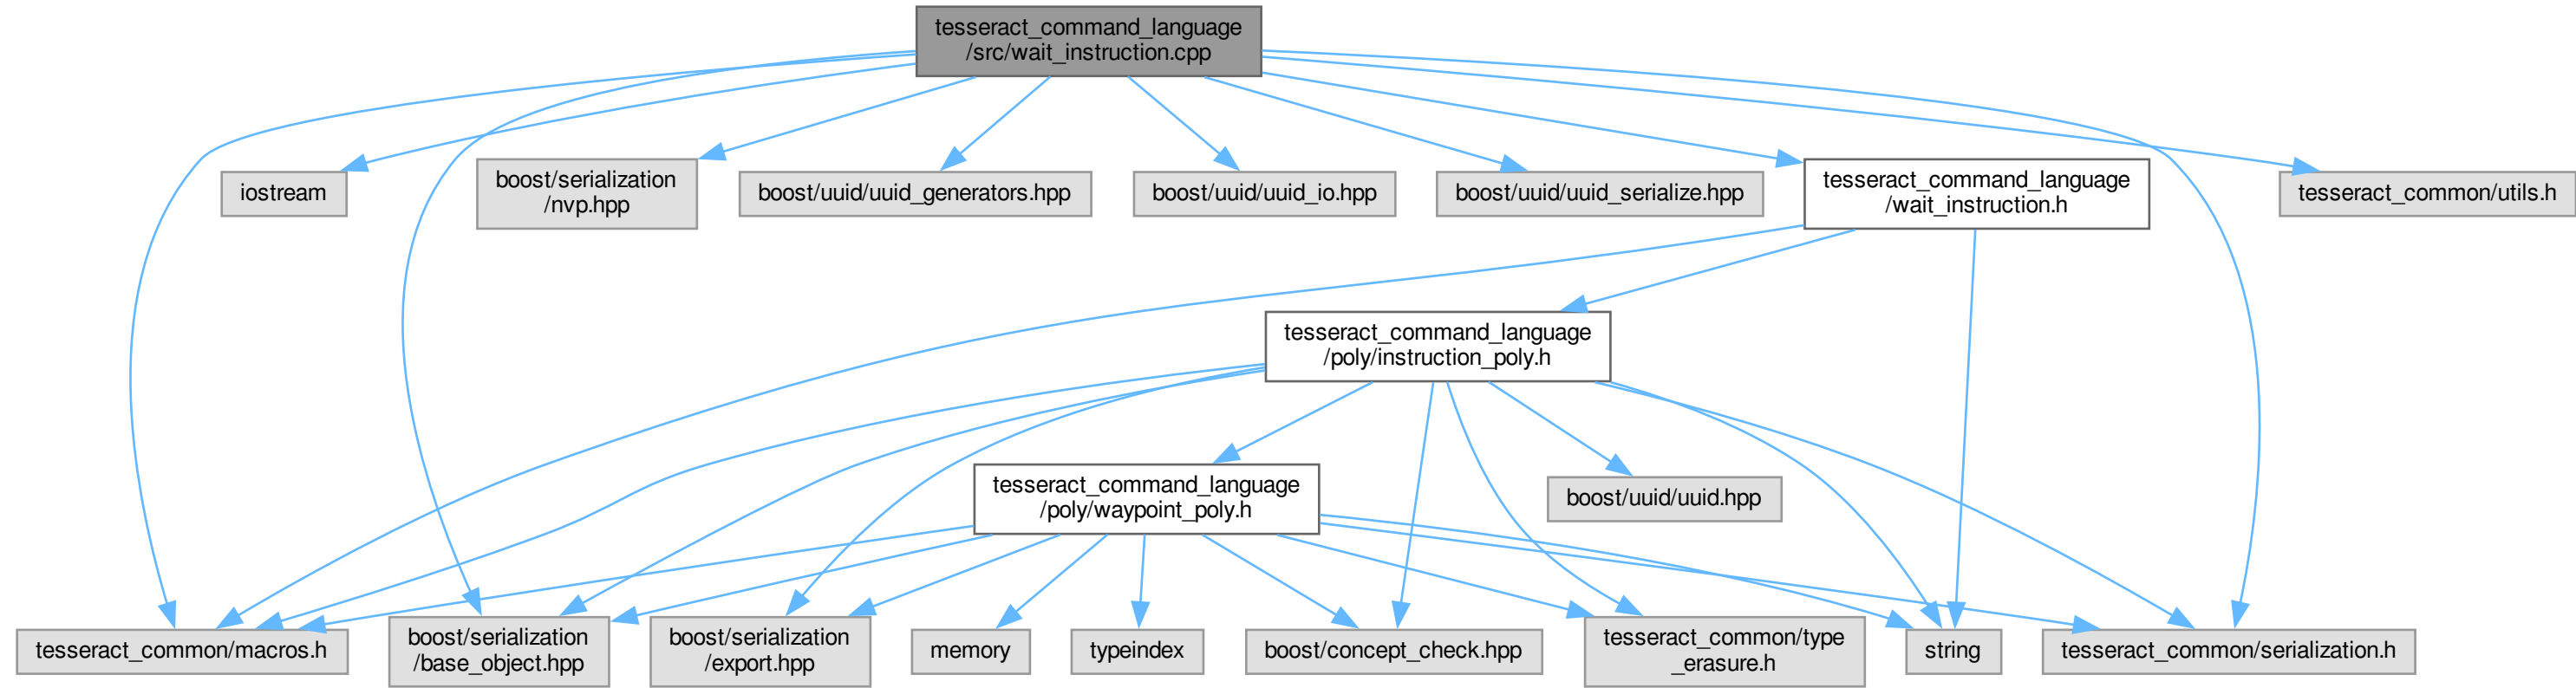 tesseract_command_language
/src/wait_instruction.cpp
iostream
boost/serialization
/nvp.hpp
boost/uuid/uuid_generators.hpp
boost/uuid/uuid_io.hpp
boost/uuid/uuid_serialize.hpp
tesseract_command_language
/wait_instruction.h
tesseract_common/utils.h
tesseract_command_language
/poly/instruction_poly.h
tesseract_command_language
/poly/waypoint_poly.h
boost/uuid/uuid.hpp
tesseract_common/macros.h
boost/serialization
/base_object.hpp
boost/serialization
/export.hpp
memory
typeindex
boost/concept_check.hpp
tesseract_common/type
_erasure.h
string
tesseract_common/serialization.h